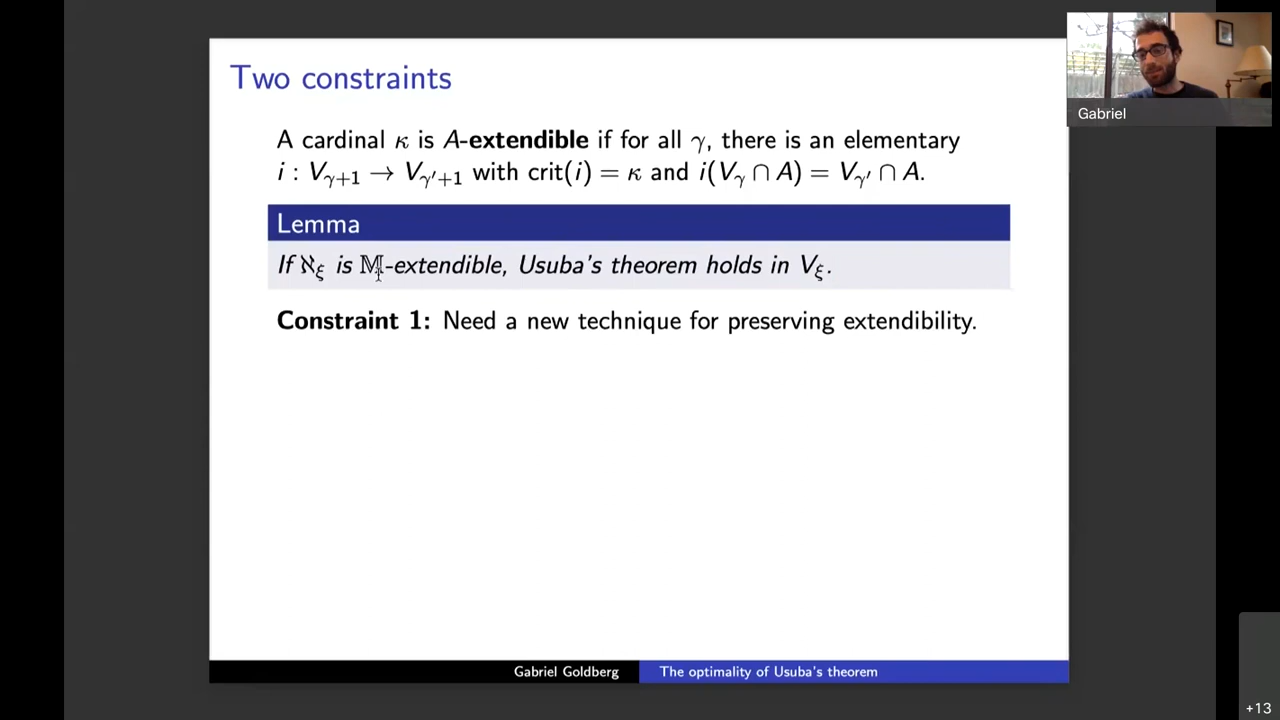 Two constraints
A cardinal κ is A-extendible if for all γ, there is an elementary
i : V_{γ+1} → V_{γ′+1} with crit(i) = κ and i(V_γ ∩ A) = V_{γ′} ∩ A.
Lemma
If ℵ_ξ is 𝕄-extendible, Usuba's theorem holds in V_ξ.
Constraint 1: Need a new technique for preserving extendibility.
Gabriel Goldberg
The optimality of Usuba's theorem
Gabriel
+13